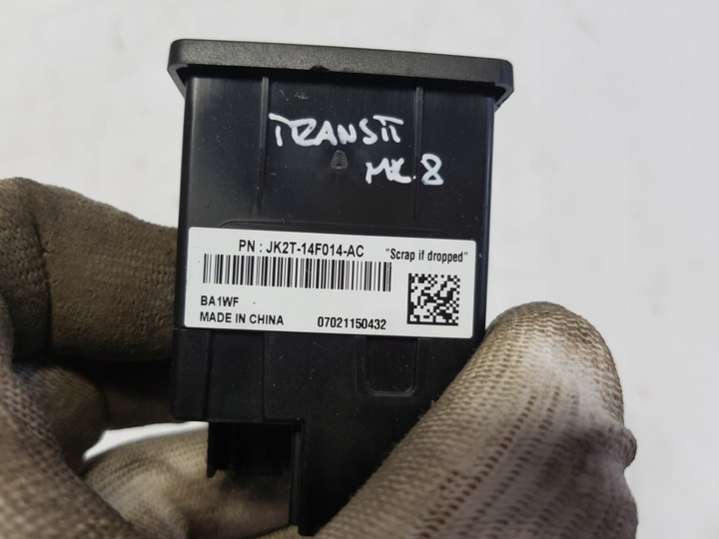 TRANSIT
MK.8
PN : JK2T-14F014-AC "Scrap if dropped"
BA1WF
MADE IN CHINA 07021150432